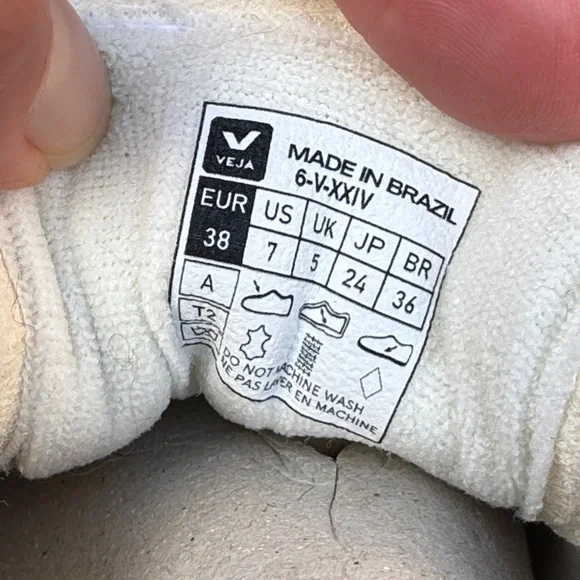 VEJA
MADE IN BRAZIL
6-V-XXIV
EUR US UK JP BR
38 7 5 24 36
A
T2
DO NOT MACHINE WASH
NE PAS LAVER EN MACHINE